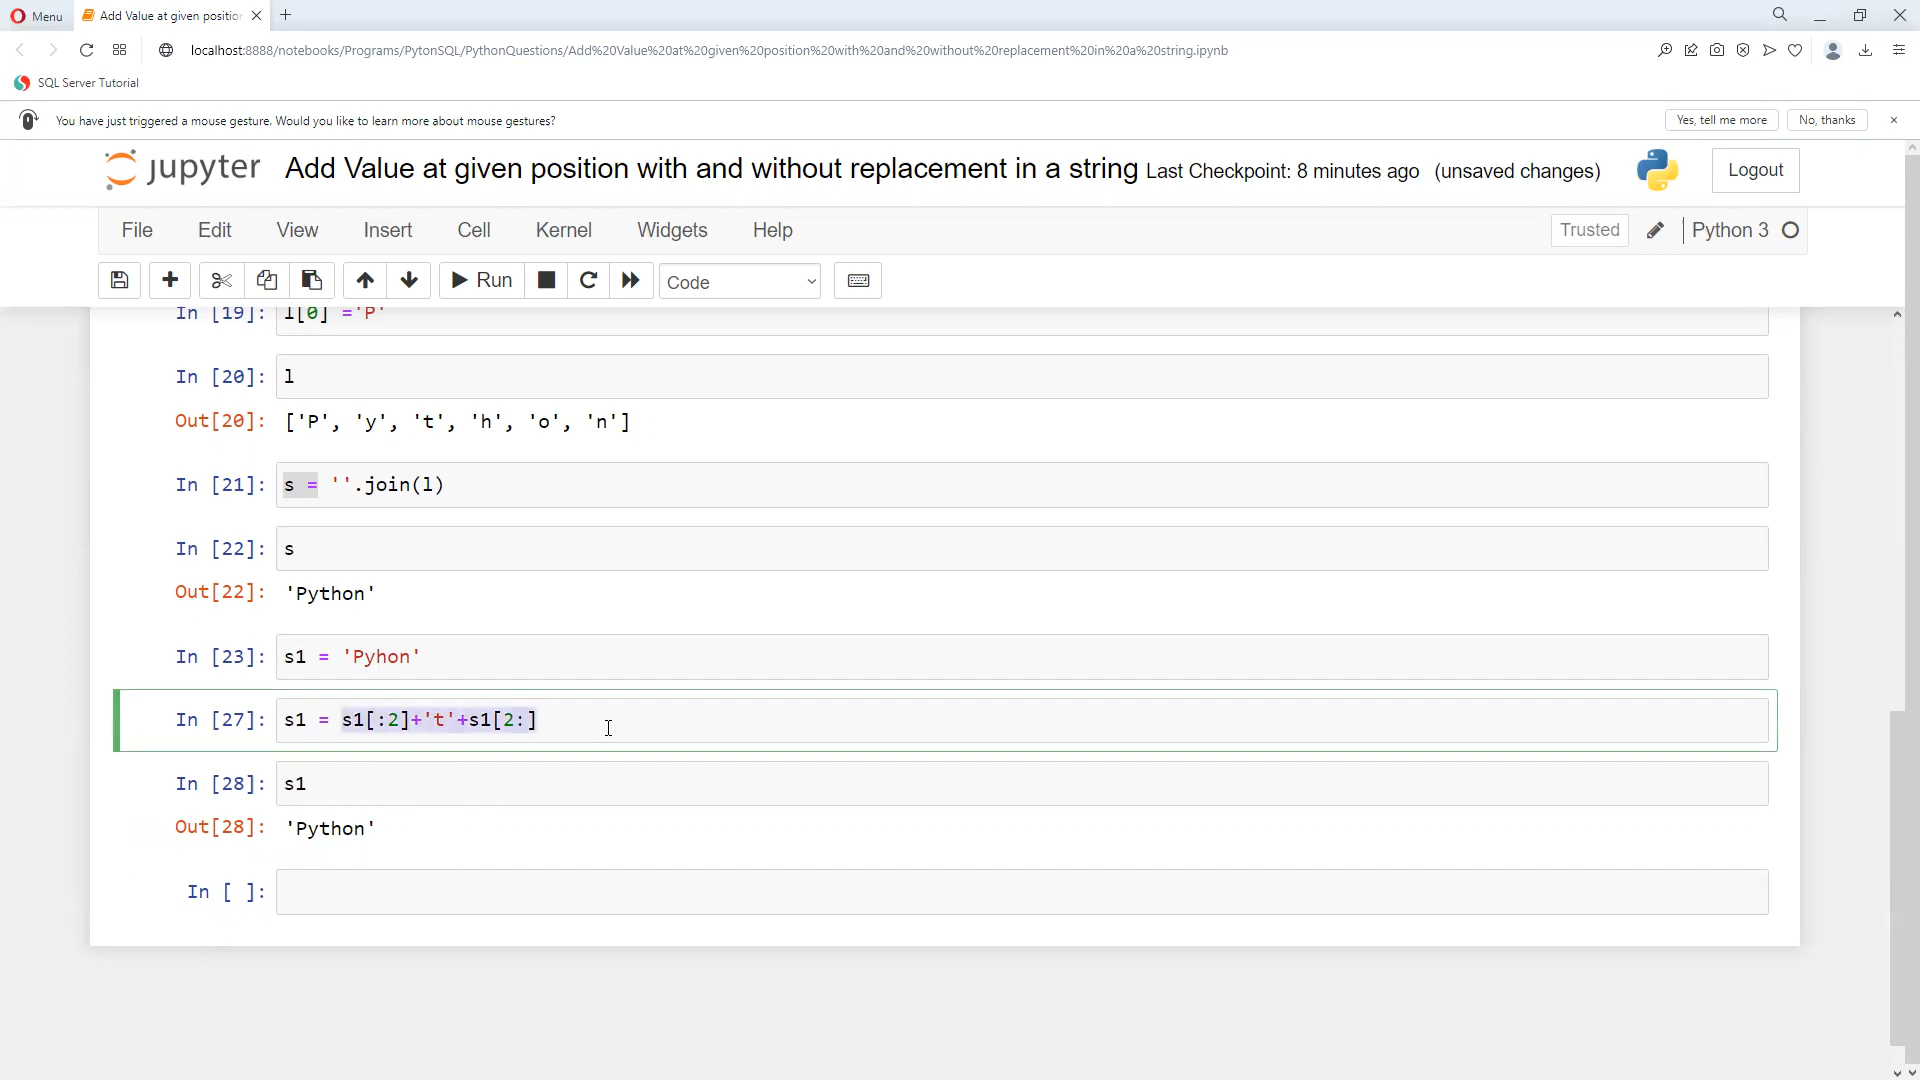 Menu
Add Value at given position
localhost:8888/notebooks/Programs/PytonSQL/PythonQuestions/Add%20Value%20at%20given%20position%20with%20and%20without%20replacement%20in%20a%20string.ipynb
SQL Server Tutorial
You have just triggered a mouse gesture. Would you like to learn more about mouse gestures?
Yes, tell me more
No, thanks
jupyter Add Value at given position with and without replacement in a string Last Checkpoint: 8 minutes ago (unsaved changes)
Logout
File Edit View Insert Cell Kernel Widgets Help
Trusted
Python 3
Run
Code
In [19]: l[0] ='P'
In [20]: l
Out[20]: ['P', 'y', 't', 'h', 'o', 'n']
In [21]: s = ''.join(l)
In [22]: s
Out[22]: 'Python'
In [23]: s1 = 'Pyhon'
In [27]: s1 = s1[:2]+'t'+s1[2:]
In [28]: s1
Out[28]: 'Python'
In [ ]: